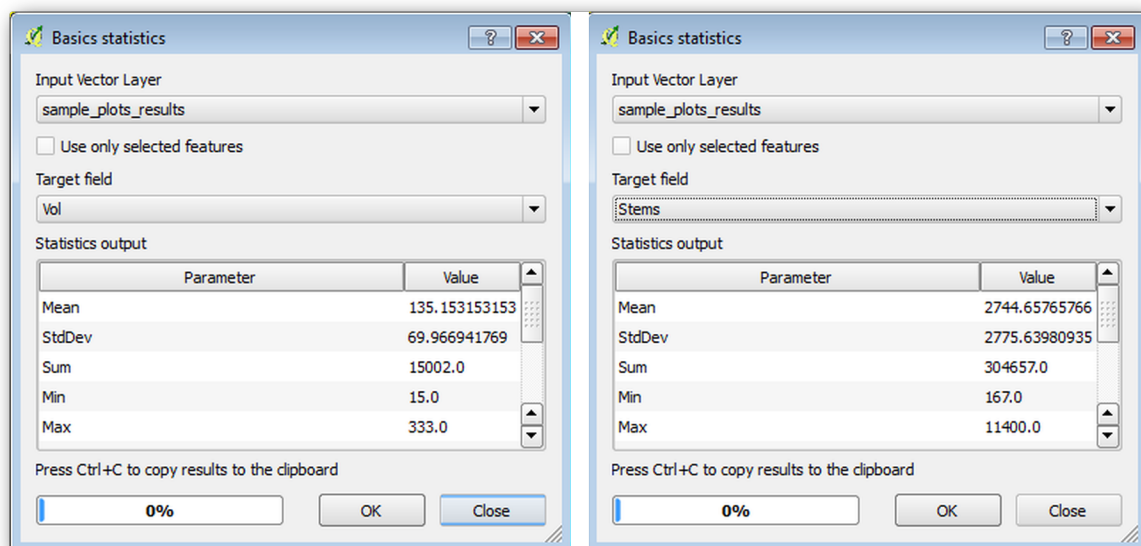 Basics statistics
?
Input Vector Layer
sample_plots_results
Use only selected features
Target field
Vol
Statistics output
Parameter Value
Mean 135.153153153
StdDev 69.966941769
Sum 15002.0
Min 15.0
Max 333.0
Press Ctrl+C to copy results to the clipboard
0% OK Close
Basics statistics
?
Input Vector Layer
sample_plots_results
Use only selected features
Target field
Stems
Statistics output
Parameter Value
Mean 2744.65765766
StdDev 2775.63980935
Sum 304657.0
Min 167.0
Max 11400.0
Press Ctrl+C to copy results to the clipboard
0% OK Close